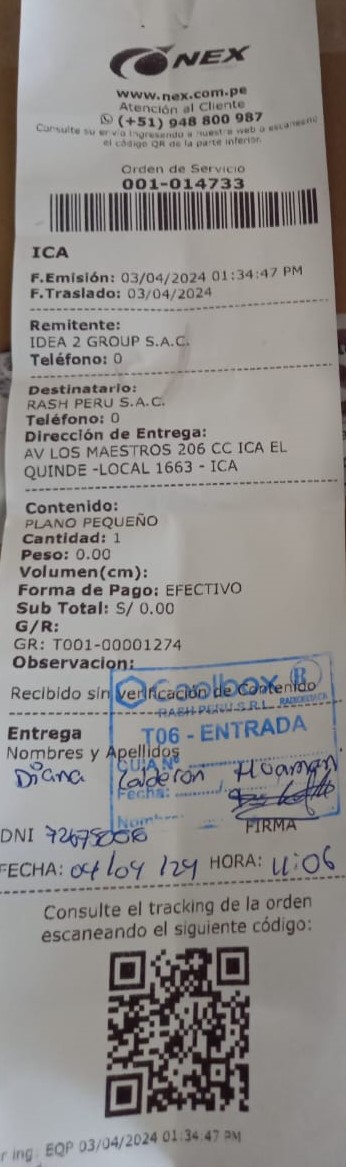 NEX
www.nex.com.pe
Atención al Cliente
(+51) 948 800 987
Consulte su envío ingresando a nuestra web o escaneando
el código QR de la parte inferior.
Orden de Servicio
001-014733
ICA
F.Emisión: 03/04/2024 01:34:47 PM
F.Traslado: 03/04/2024
Remitente:
IDEA 2 GROUP S.A.C.
Teléfono: 0
Destinatario:
RASH PERU S.A.C.
Teléfono: 0
Dirección de Entrega:
AV LOS MAESTROS 206 CC ICA EL
QUINDE -LOCAL 1663 - ICA
Contenido:
PLANO PEQUEÑO
Cantidad: 1
Peso: 0.00
Volumen(cm):
Forma de Pago: EFECTIVO
Sub Total: S/ 0.00
G/R:
GR: T001-00001274
Observacion:
Coolbox R
RADIOSHACK
Recibido sin verificación de Contenido
RASH PERU S.R.L.
Entrega
T06 - ENTRADA
Nombres y Apellidos
GUIA N°
Diana Calderón Huaman
Fecha:
Nombre
FIRMA
DNI
FECHA: 04/04/24 HORA: 11:06
Consulte el tracking de la orden
escaneando el siguiente código:
r ing: EQP 03/04/2024 01:34:47 PM